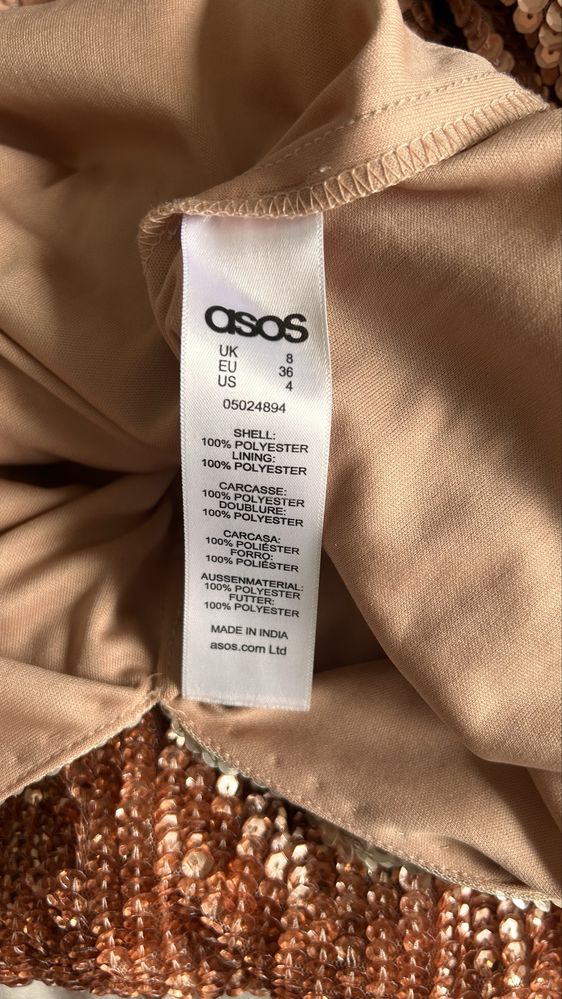 asos
UK 8
EU 36
US 4
05024894
SHELL:
100% POLYESTER
LINING:
100% POLYESTER
CARCASSE:
100% POLYESTER
DOUBLURE:
100% POLYESTER
CARCASA:
100% POLIÉSTER
FORRO:
100% POLIÉSTER
AUSSENMATERIAL:
100% POLYESTER
FUTTER:
100% POLYESTER
MADE IN INDIA
asos.com Ltd